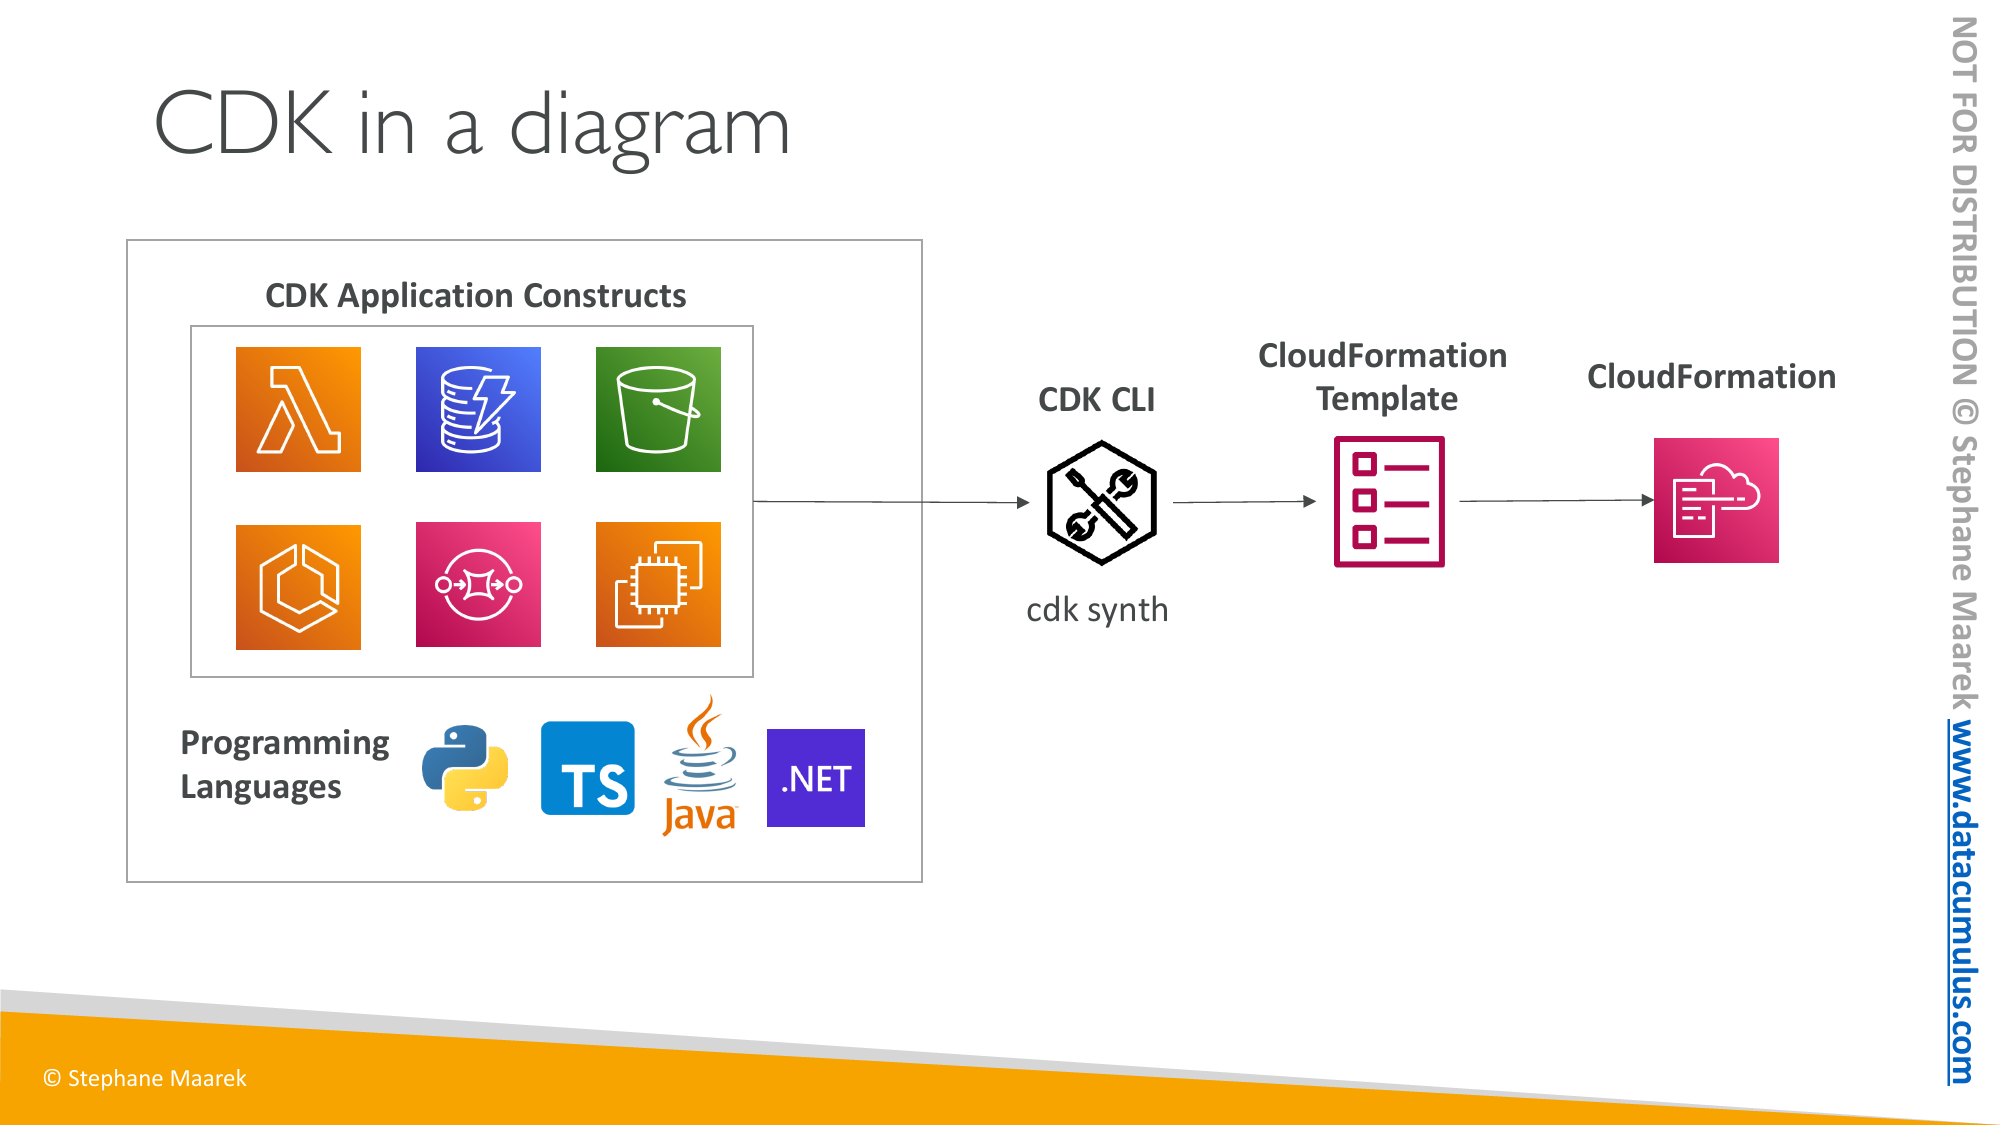 CDK in a diagram
CDK Application Constructs
Programming
Languages
TS
Java
.NET
CDK CLI
cdk synth
CloudFormation
Template
CloudFormation
© Stephane Maarek
NOT FOR DISTRIBUTION © Stephane Maarek www.datacumulus.com